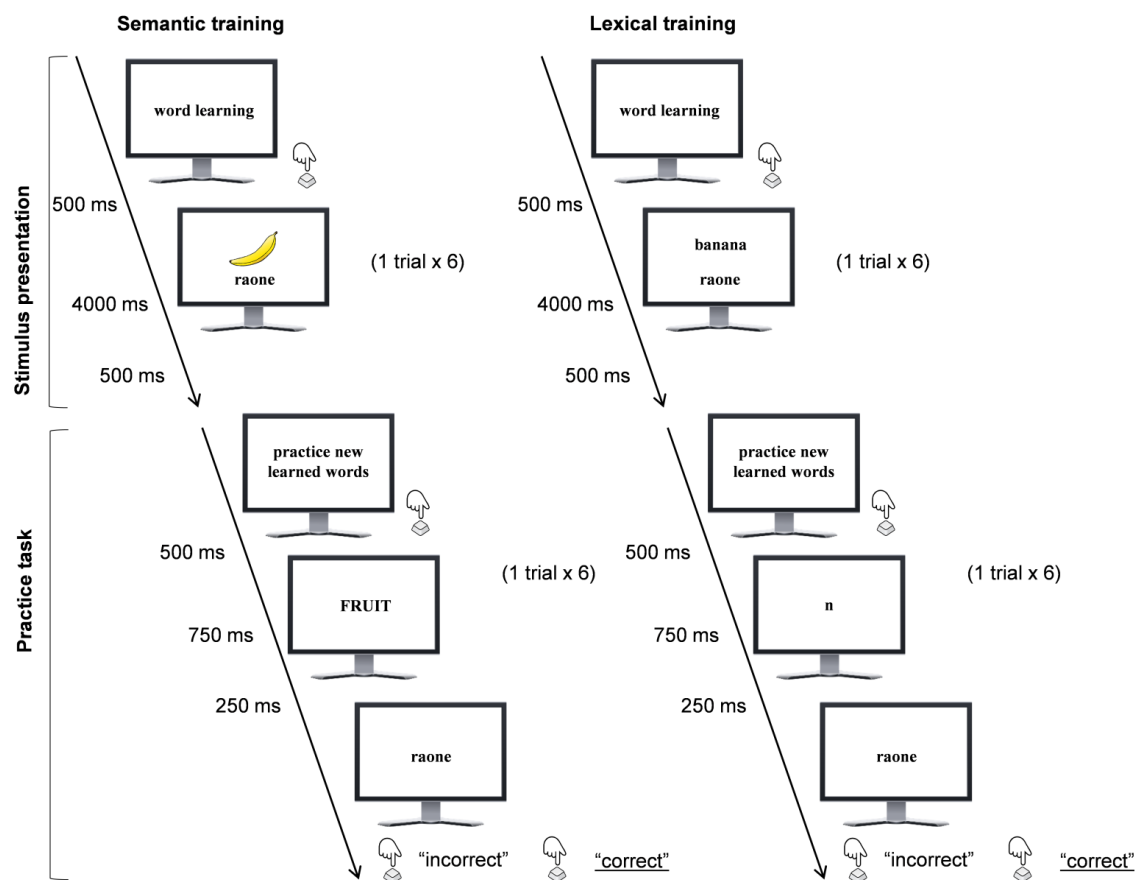 Semantic training
Lexical training
Stimulus presentation
word learning
500 ms
raone
(1 trial x 6)
4000 ms
500 ms
word learning
500 ms
banana
raone
(1 trial x 6)
4000 ms
500 ms
Practice task
practice new
learned words
500 ms
(1 trial x 6)
FRUIT
750 ms
250 ms
raone
“incorrect”
“correct”
practice new
learned words
500 ms
(1 trial x 6)
n
750 ms
250 ms
raone
“incorrect”
“correct”